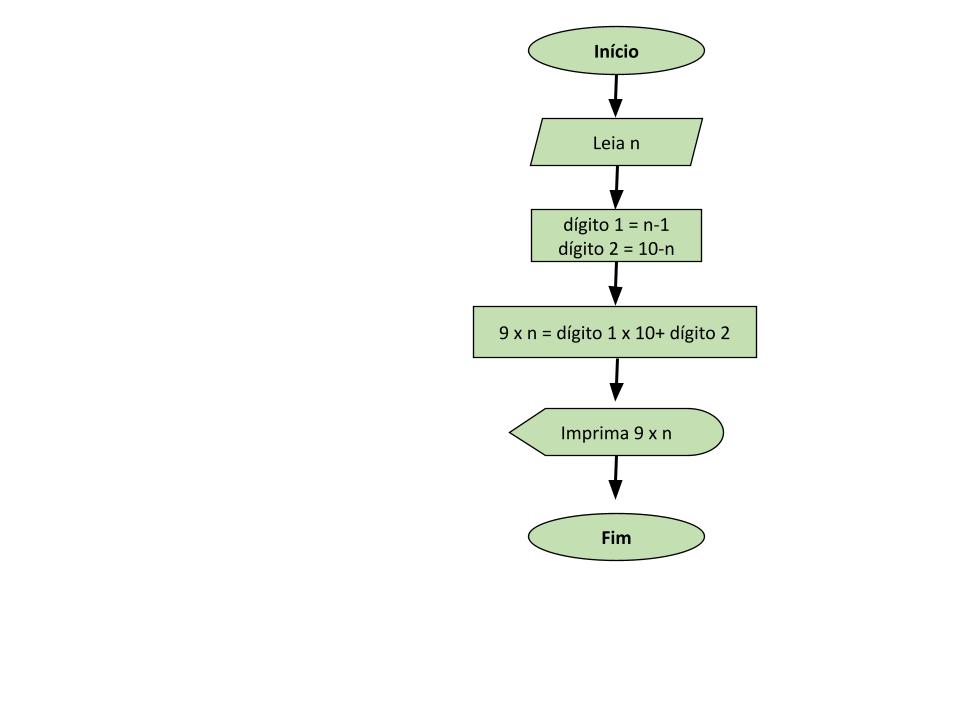 Início
Leia n
dígito 1 = n-1
dígito 2 = 10-n
9 x n = dígito 1 x 10+ dígito 2
Imprima 9 x n
Fim